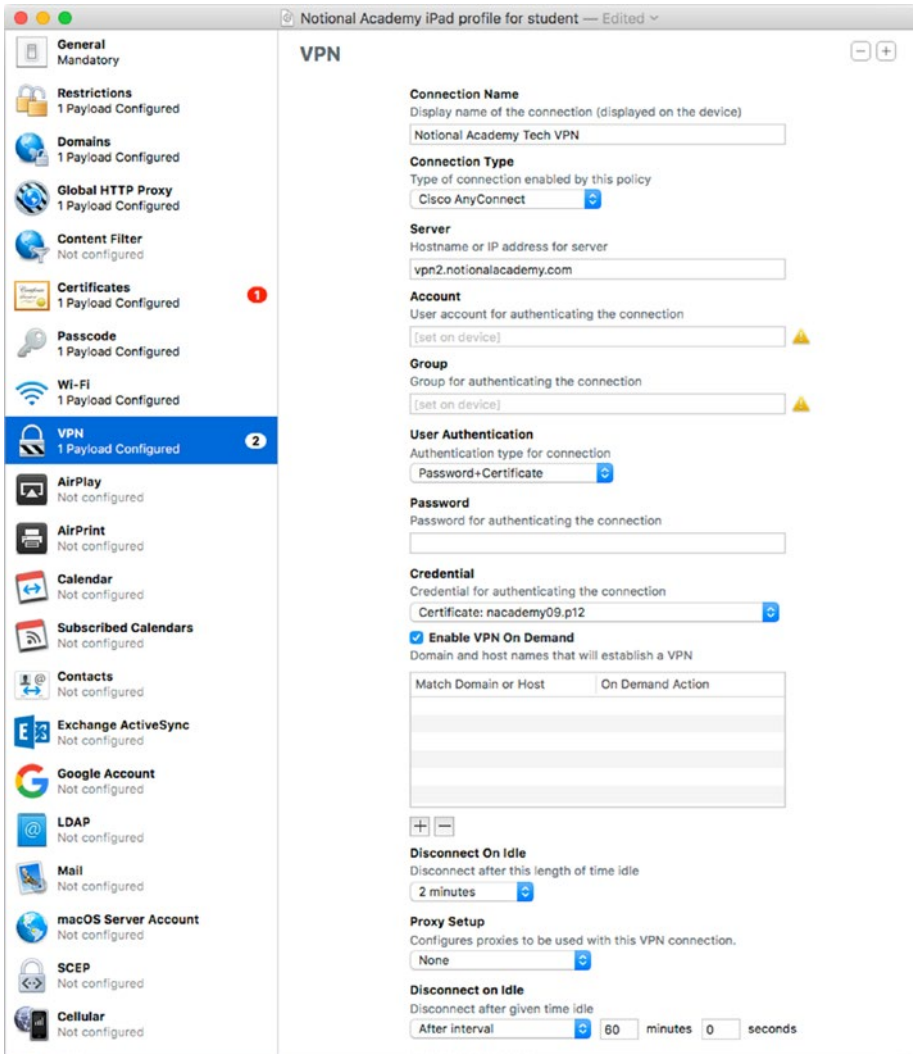 Notional Academy iPad profile for student — Edited
General
Mandatory
Restrictions
1 Payload Configured
Domains
1 Payload Configured
Global HTTP Proxy
1 Payload Configured
Content Filter
Not configured
Certificates
1 Payload Configured
1
Passcode
1 Payload Configured
Wi-Fi
1 Payload Configured
VPN
1 Payload Configured
2
AirPlay
Not configured
AirPrint
Not configured
Calendar
Not configured
Subscribed Calendars
Not configured
Contacts
Not configured
Exchange ActiveSync
Not configured
Google Account
Not configured
LDAP
Not configured
Mail
Not configured
macOS Server Account
Not configured
SCEP
Not configured
Cellular
Not configured
VPN
Connection Name
Display name of the connection (displayed on the device)
Notional Academy Tech VPN
Connection Type
Type of connection enabled by this policy
Cisco AnyConnect
Server
Hostname or IP address for server
vpn2.notionalacademy.com
Account
User account for authenticating the connection
[set on device]
Group
Group for authenticating the connection
[set on device]
User Authentication
Authentication type for connection
Password+Certificate
Password
Password for authenticating the connection
Credential
Credential for authenticating the connection
Certificate: nacademy09.p12
Enable VPN On Demand
Domain and host names that will establish a VPN
Match Domain or Host On Demand Action
Disconnect On Idle
Disconnect after this length of time idle
2 minutes
Proxy Setup
Configures proxies to be used with this VPN connection.
None
Disconnect on Idle
Disconnect after given time idle
After interval 60 minutes 0 seconds